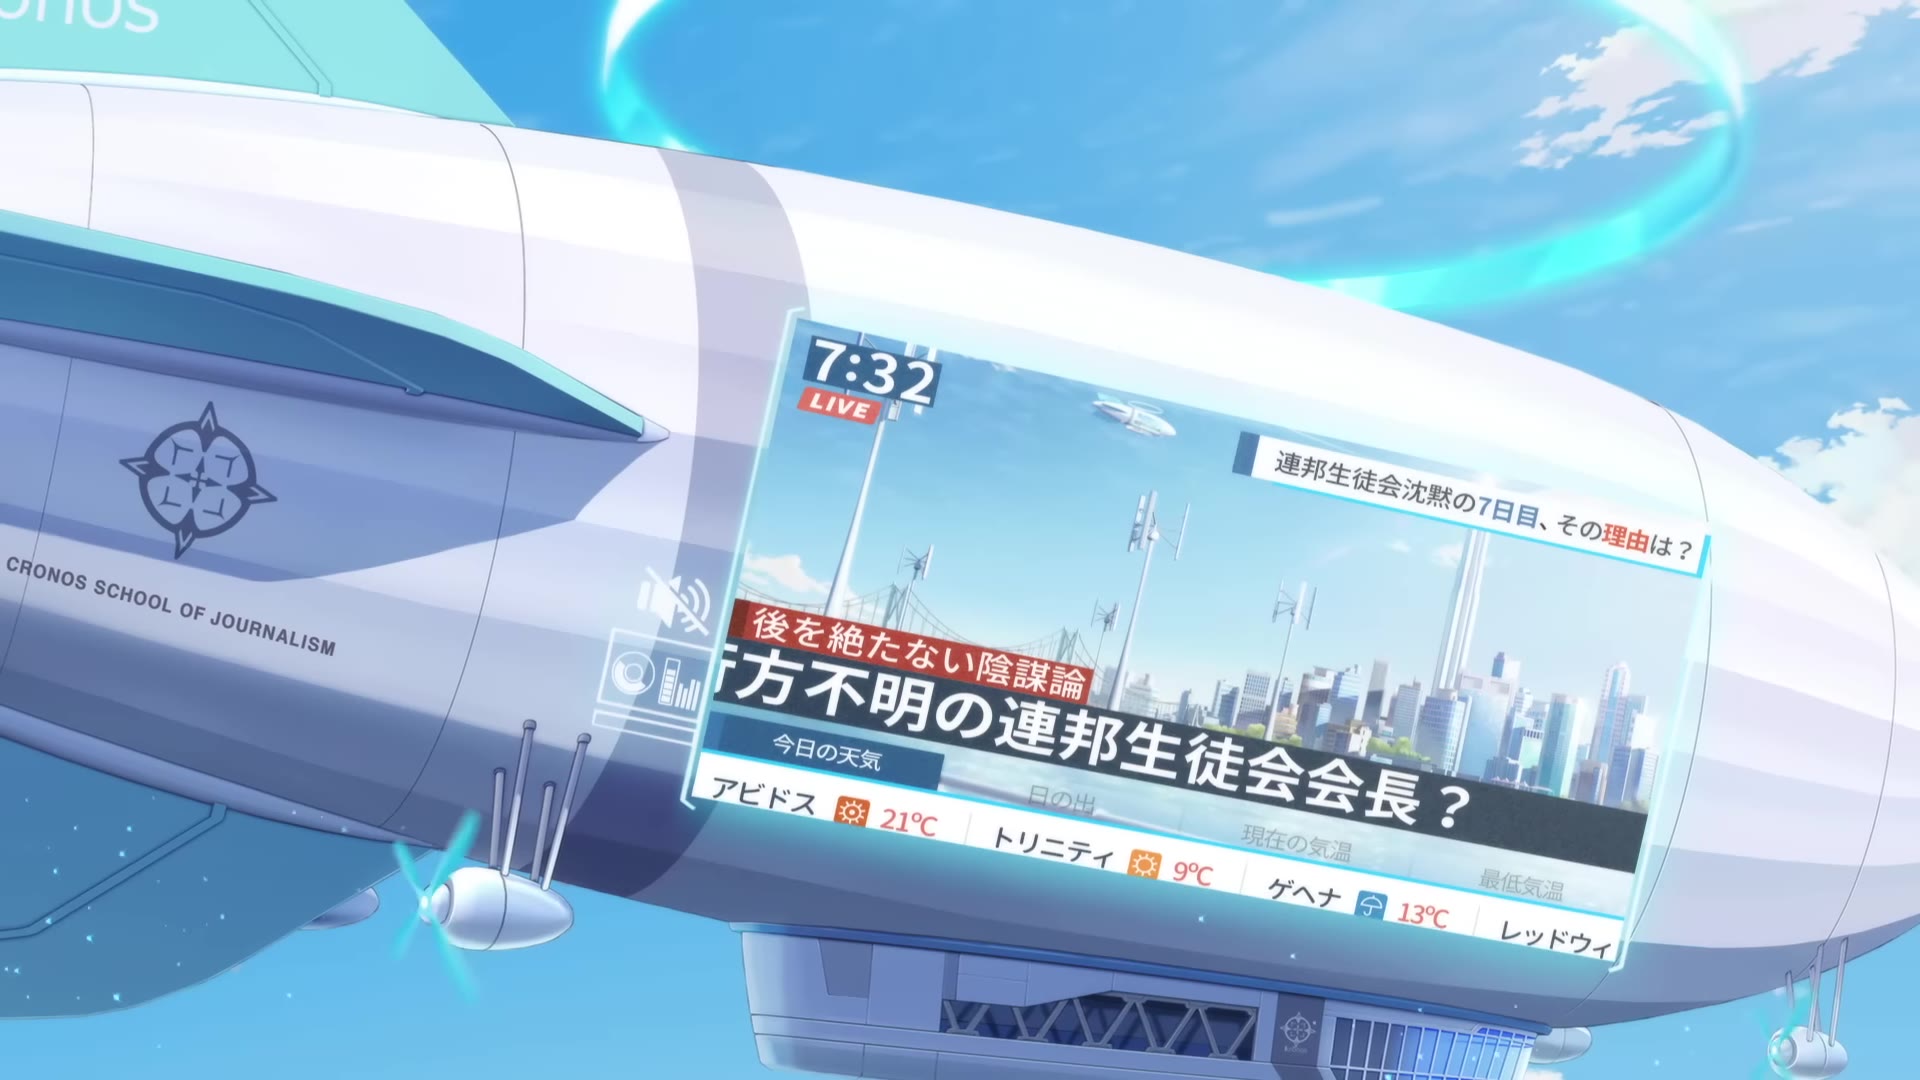 onos
CRONOS SCHOOL OF JOURNALISM
7:32
LIVE
連邦生徒会沈黙の7日目、その理由は？
後を絶たない陰謀論
行方不明の連邦生徒会会長？
今日の天気
日の出
現在の気温
最低気温
アビドス 21℃
トリニティ 9℃
ゲヘナ 13℃
レッドウィ